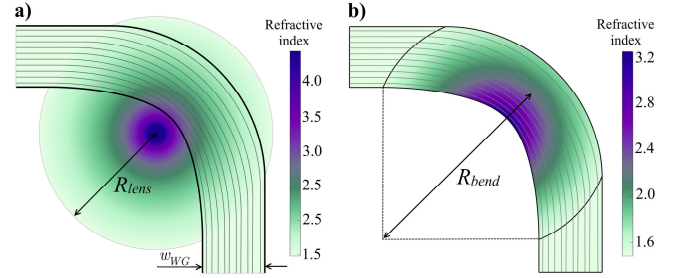 a)
Refractive
index
4.0
3.5
3.0
2.5
2.0
1.5
R_lens
w_WG
b)
Refractive
index
3.2
2.8
2.4
2.0
1.6
R_bend